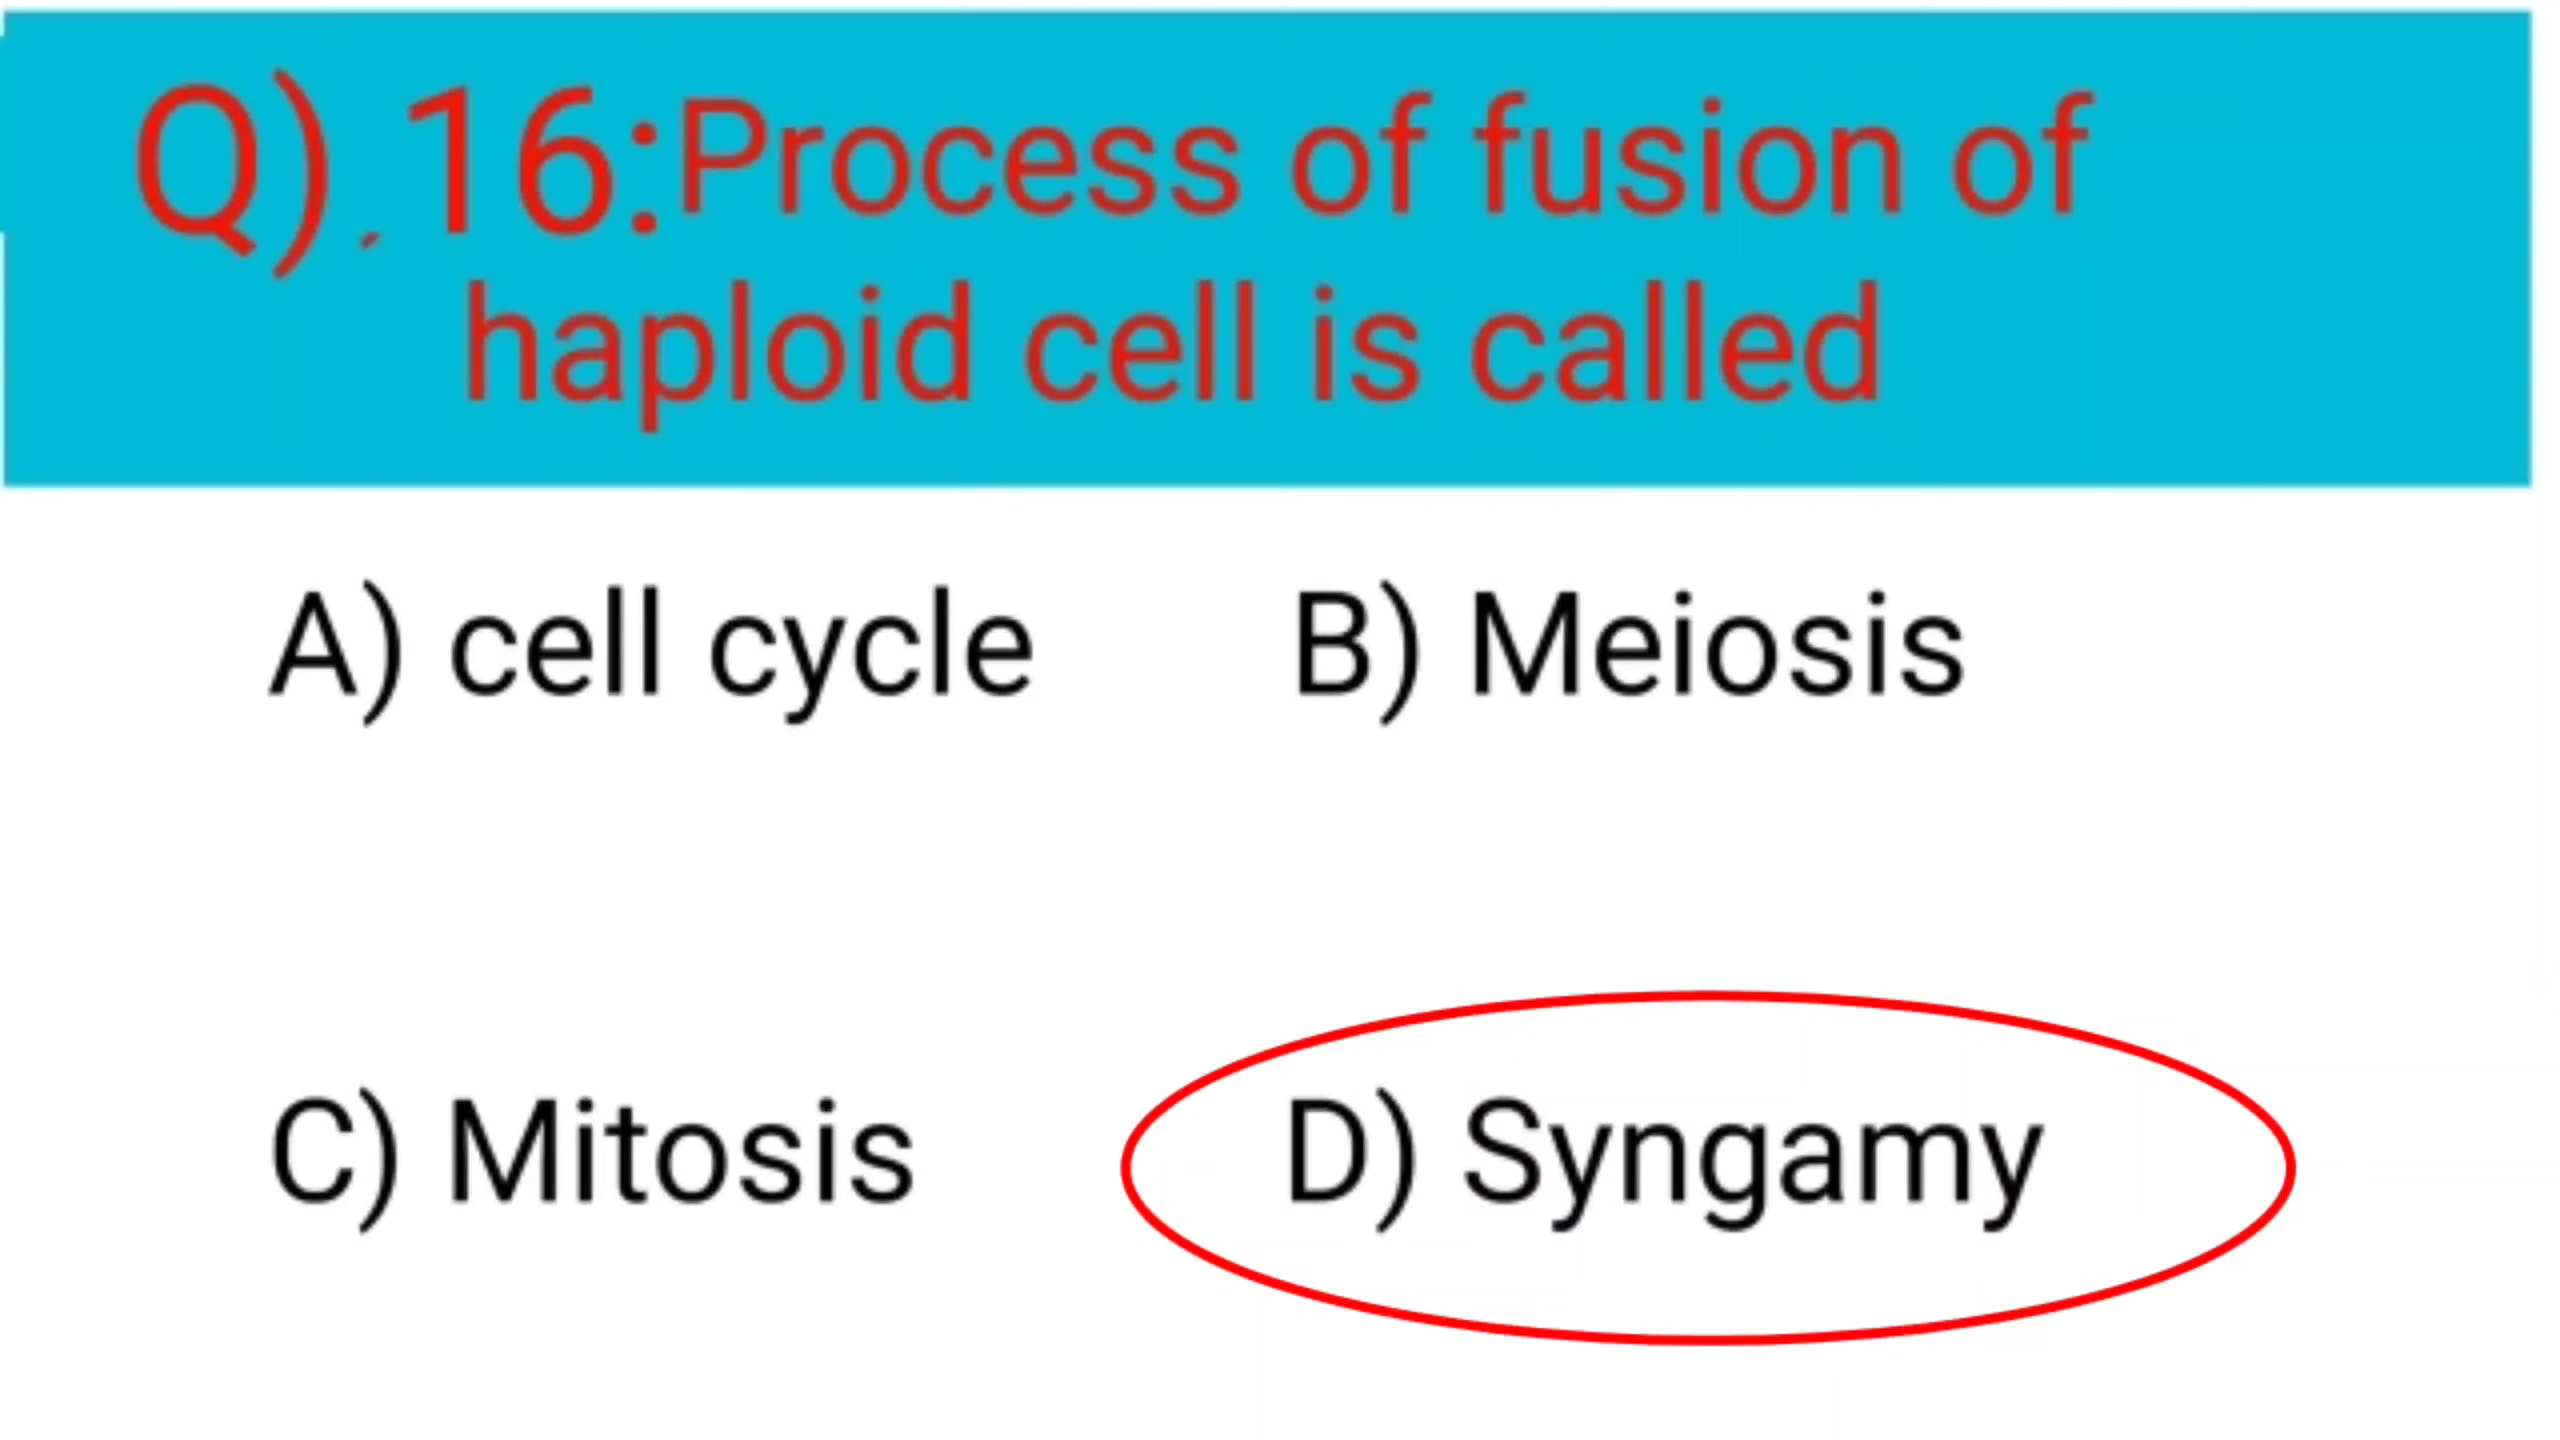 Q) 16:Process of fusion of
haploid cell is called
A) cell cycle B) Meiosis
C) Mitosis D) Syngamy